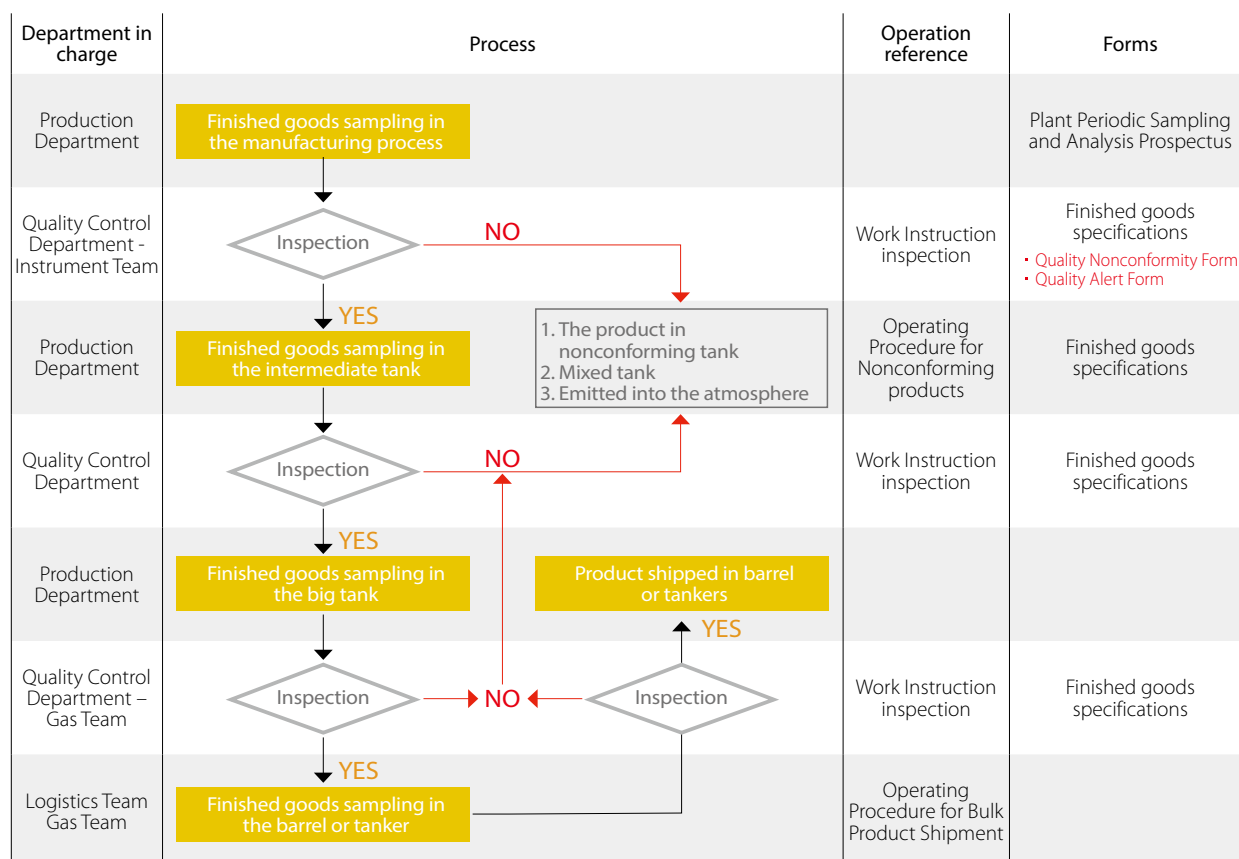 Department in
charge
Process
Operation
reference
Forms
Production
Department
Finished goods sampling in
the manufacturing process
Plant Periodic Sampling
and Analysis Prospectus
Quality Control
Department -
Instrument Team
Inspection
NO
Work Instruction
inspection
Finished goods
specifications
• Quality Nonconformity Form
• Quality Alert Form
YES
Production
Department
Finished goods sampling in
the intermediate tank
1. The product in
nonconforming tank
2. Mixed tank
3. Emitted into the atmosphere
Operating
Procedure for
Nonconforming
products
Finished goods
specifications
Quality Control
Department
Inspection
NO
Work Instruction
inspection
Finished goods
specifications
YES
Production
Department
Finished goods sampling in
the big tank
Product shipped in barrel
or tankers
YES
Quality Control
Department –
Gas Team
Inspection
NO
Inspection
Work Instruction
inspection
Finished goods
specifications
YES
Logistics Team
Gas Team
Finished goods sampling in
the barrel or tanker
Operating
Procedure for Bulk
Product Shipment